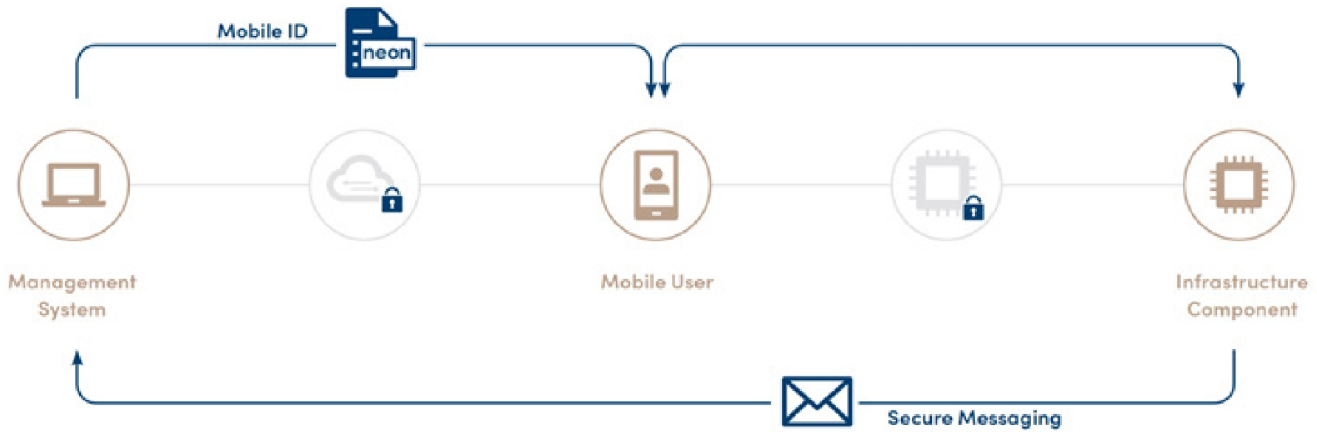 Mobile ID
neon
Management
System
Mobile User
Infrastructure
Component
Secure Messaging